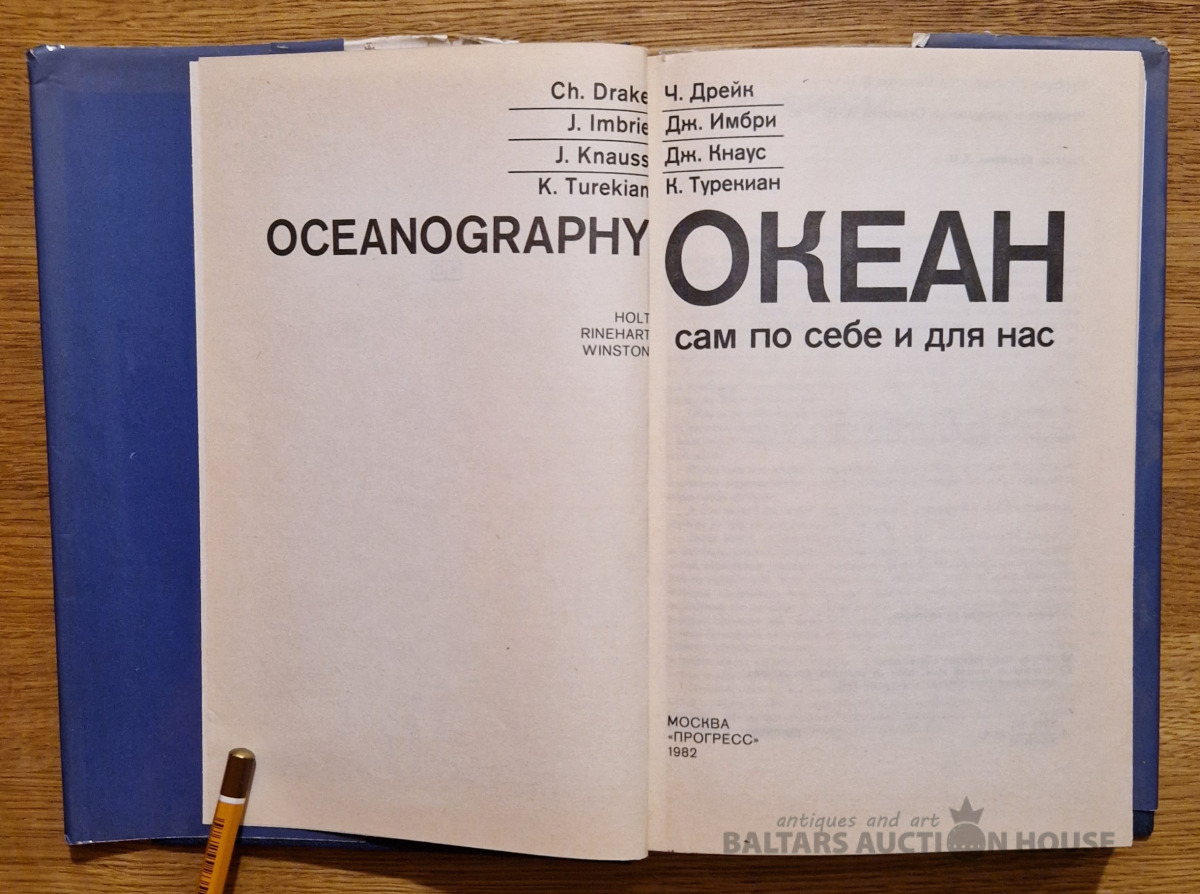 Ch. Drake
J. Imbrie
J. Knauss
K. Turekian
OCEANOGRAPHY
HOLT
RINEHART
WINSTON
Ч. Дрейк
Дж. Имбри
Дж. Кнаус
К. Турекиан
ОКЕАН
сам по себе и для нас
МОСКВА
«ПРОГРЕСС»
1982
antiques and art
BALTARS AUCTION HOUSE